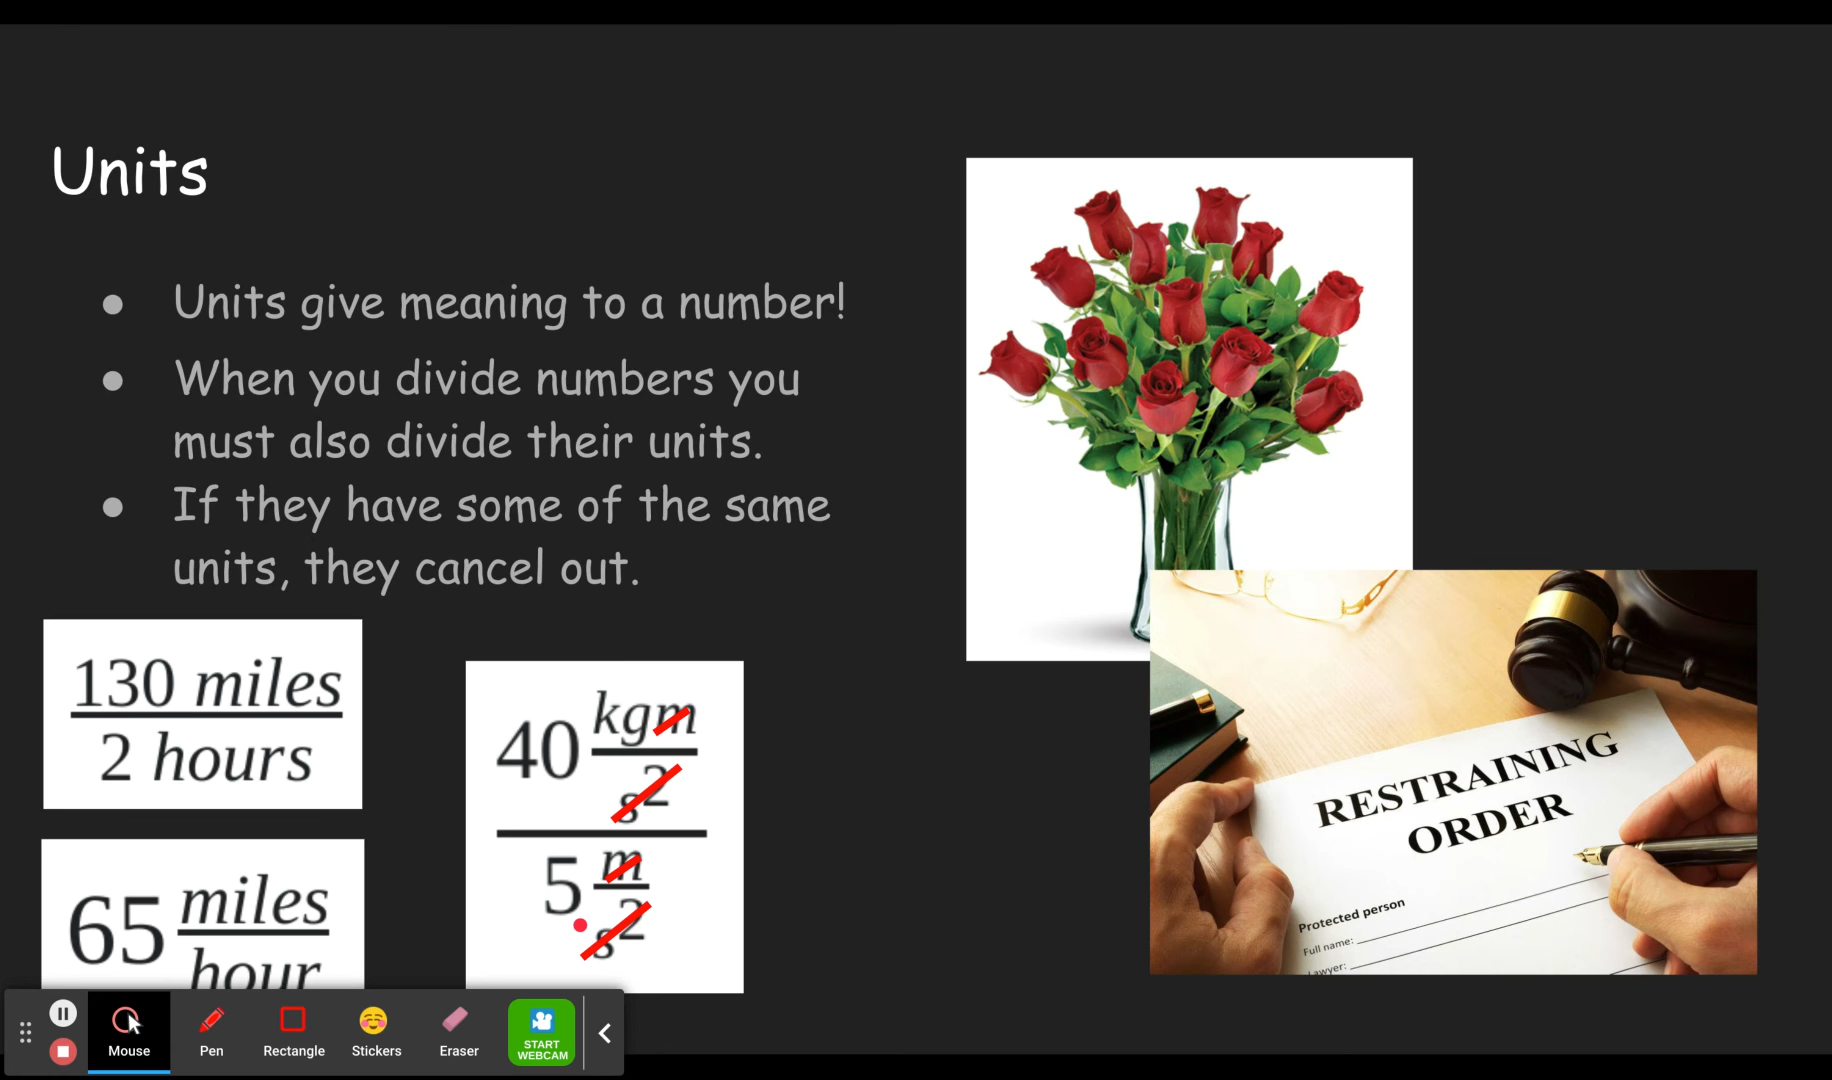 Units
● Units give meaning to a number!
● When you divide numbers you
must also divide their units.
● If they have some of the same
units, they cancel out.
130 miles
2 hours
65 miles
hour
40 kgm
s2
5 m
s2
RESTRAINING
ORDER
Protected person
Full name:
Lawyer:
Mouse
Pen
Rectangle
Stickers
Eraser
START
WEBCAM